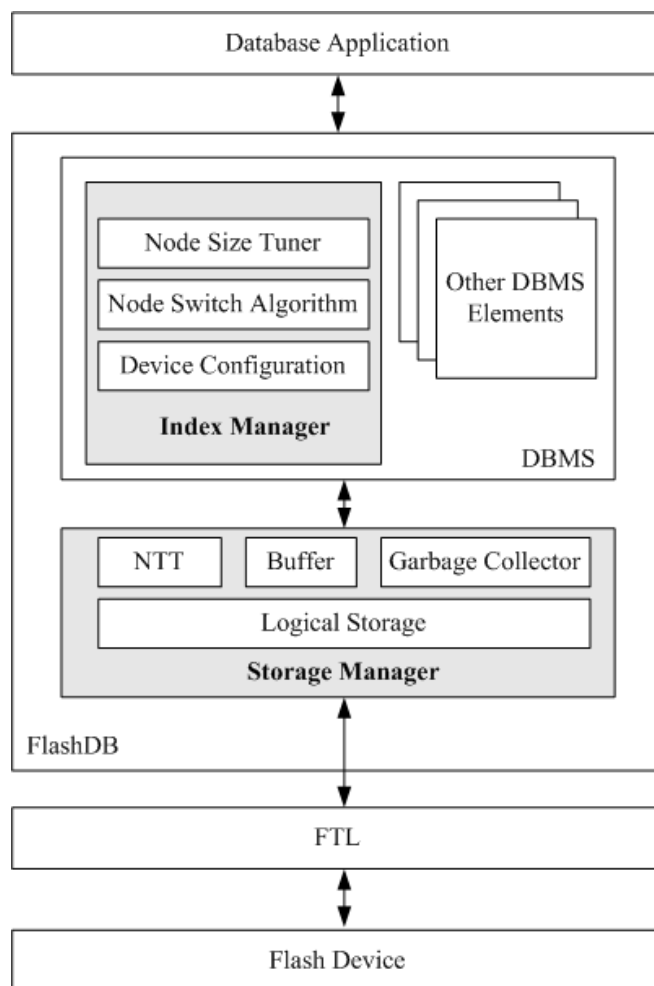 Database Application
Node Size Tuner
Node Switch Algorithm
Device Configuration
Index Manager
Other DBMS
Elements
DBMS
NTT
Buffer
Garbage Collector
Logical Storage
Storage Manager
FlashDB
FTL
Flash Device